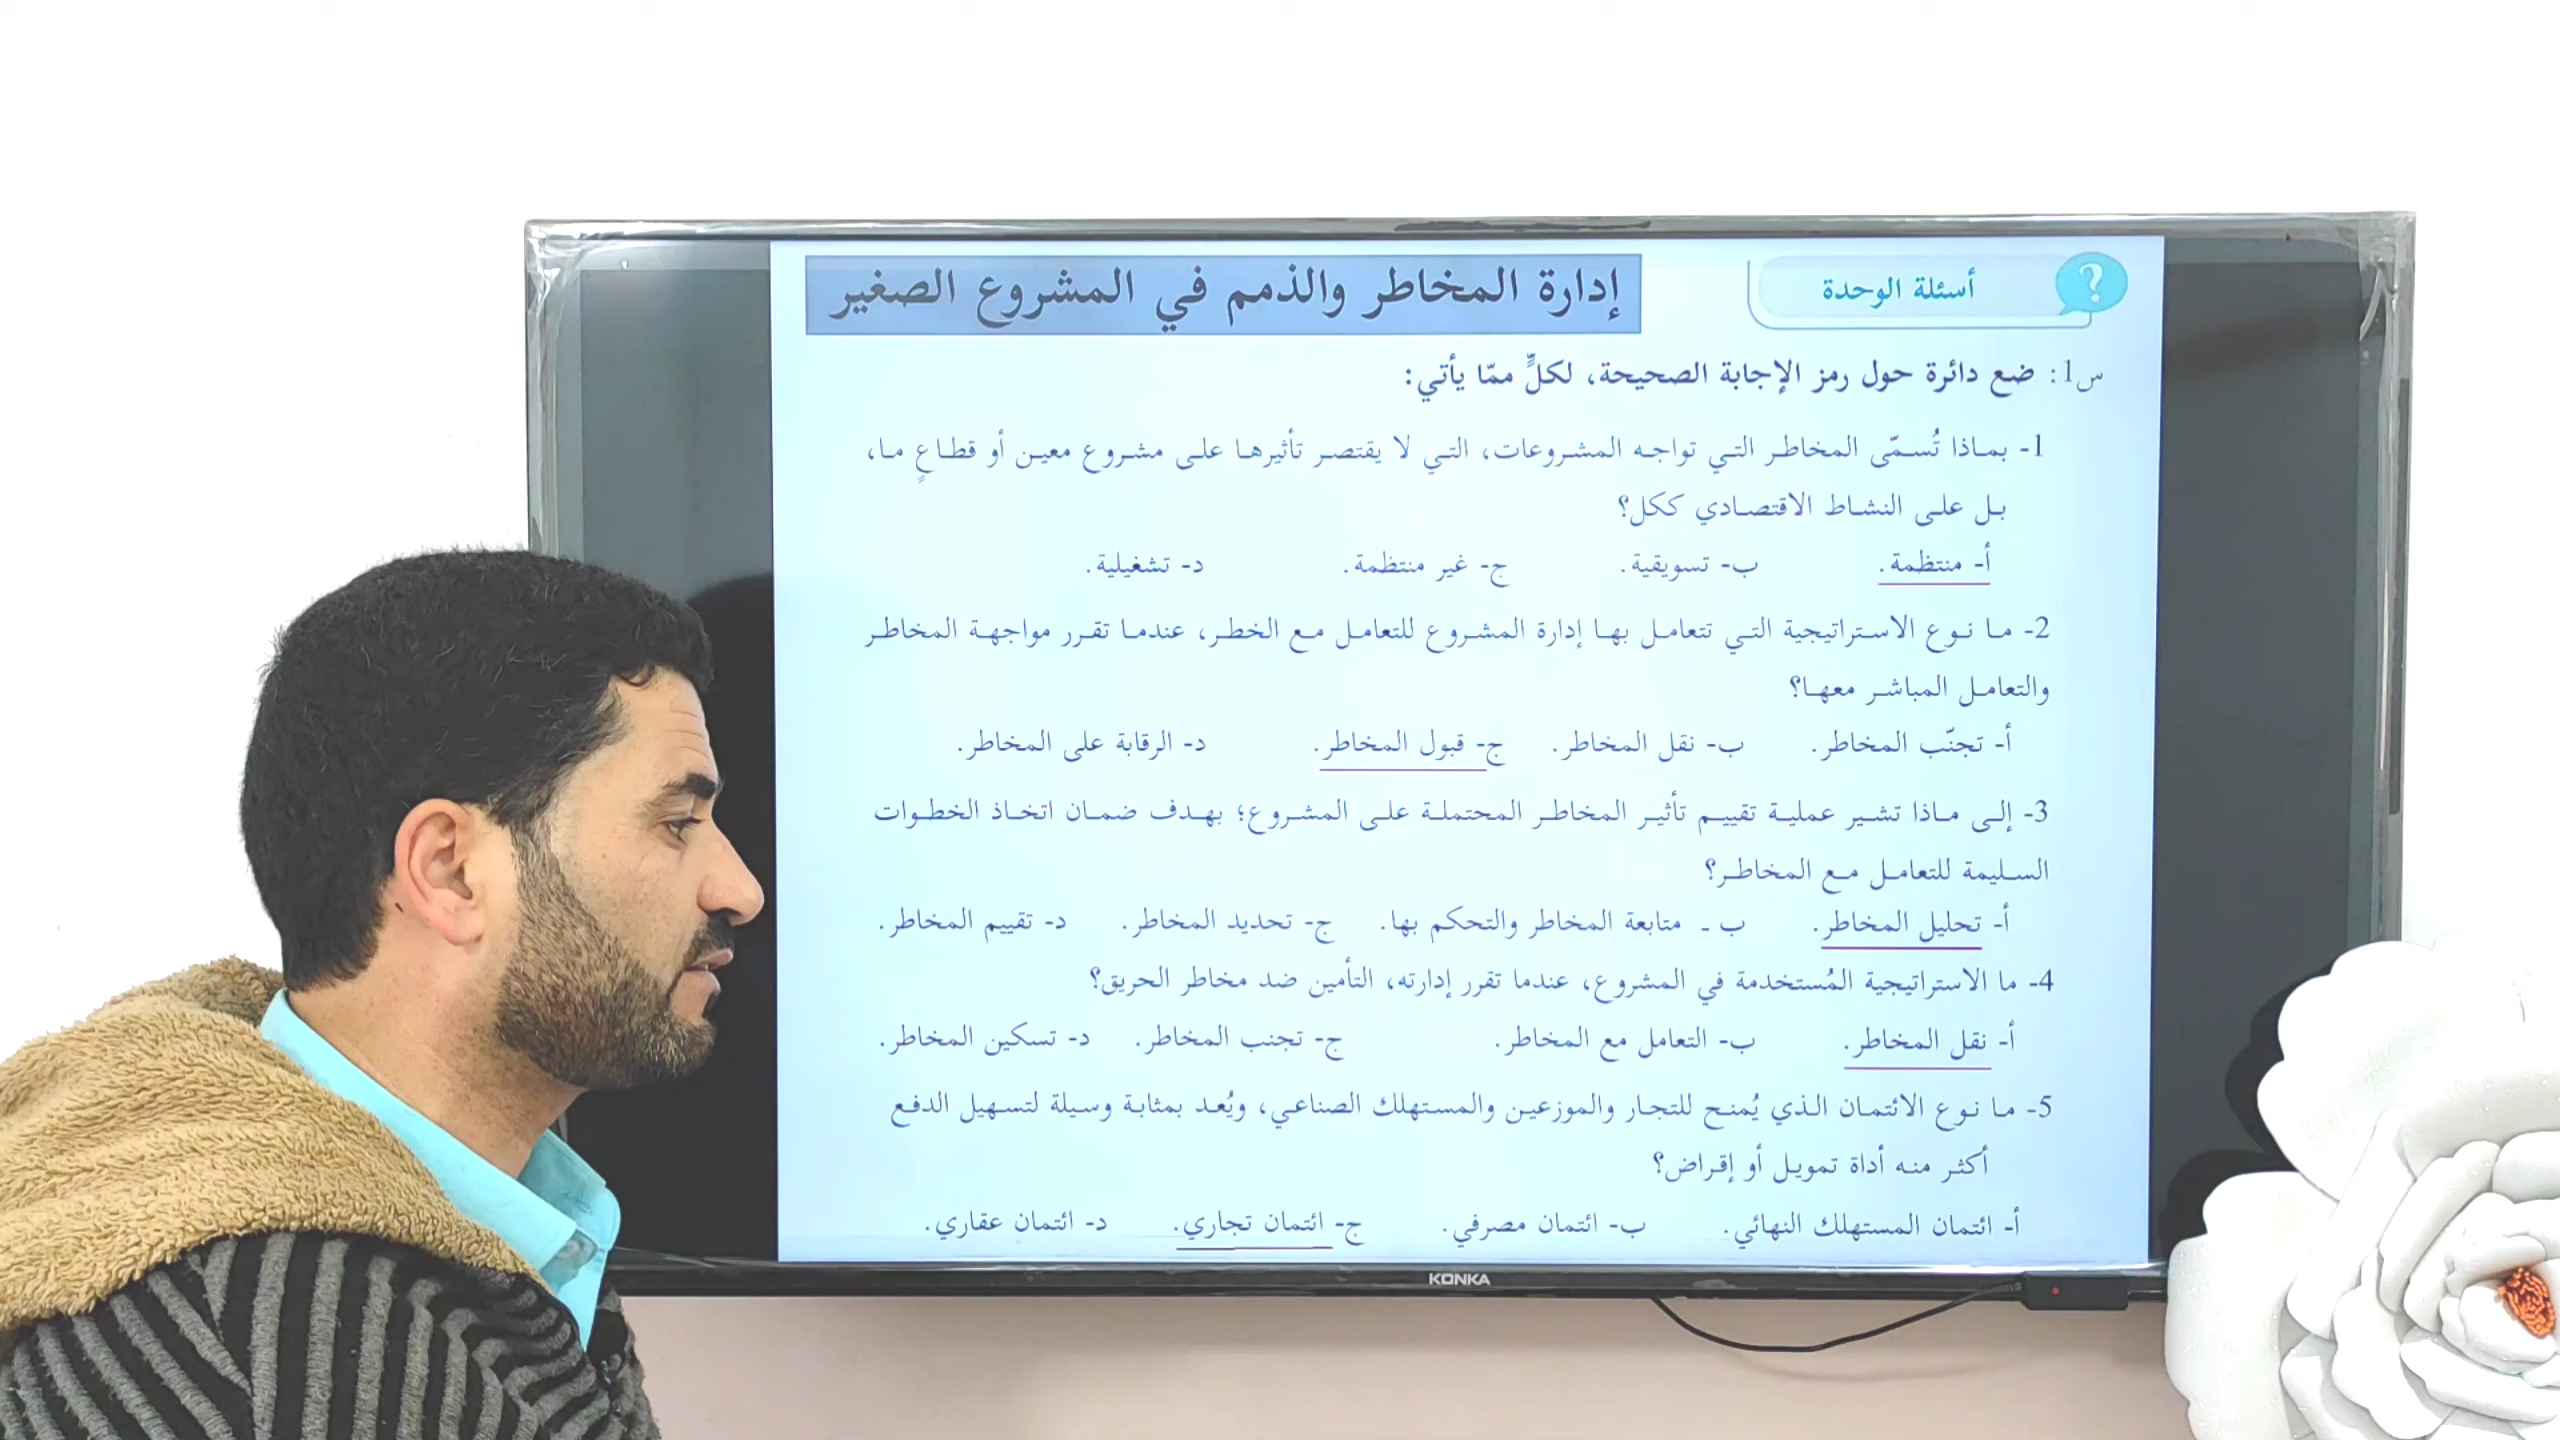 أسئلة الوحدة
إدارة المخاطر والذمم في المشروع الصغير
س1: ضع دائرة حول رمز الإجابة الصحيحة، لكلٍّ ممّا يأتي:
1- بماذا تُسمّى المخاطر التي تواجه المشروعات، التي لا يقتصر تأثيرها على مشروع معين أو قطاعٍ ما،
بل على النشاط الاقتصادي ككل؟
أ- منتظمة. ب- تسويقية. ج- غير منتظمة. د- تشغيلية.
2- ما نوع الاستراتيجية التي تتعامل بها إدارة المشروع للتعامل مع الخطر، عندما تقرر مواجهة المخاطر
والتعامل المباشر معها؟
أ- تجنّب المخاطر. ب- نقل المخاطر. ج- قبول المخاطر. د- الرقابة على المخاطر.
3- إلى ماذا تشير عملية تقييم تأثير المخاطر المحتملة على المشروع؛ بهدف ضمان اتخاذ الخطوات
السليمة للتعامل مع المخاطر؟
أ- تحليل المخاطر. ب - متابعة المخاطر والتحكم بها. ج- تحديد المخاطر. د- تقييم المخاطر.
4- ما الاستراتيجية المُستخدمة في المشروع، عندما تقرر إدارته، التأمين ضد مخاطر الحريق؟
أ- نقل المخاطر. ب- التعامل مع المخاطر. ج- تجنب المخاطر. د- تسكين المخاطر.
5- ما نوع الائتمان الذي يُمنح للتجار والموزعين والمستهلك الصناعي، ويُعد بمثابة وسيلة لتسهيل الدفع
أكثر منه أداة تمويل أو إقراض؟
أ- ائتمان المستهلك النهائي. ب- ائتمان مصرفي. ج- ائتمان تجاري. د- ائتمان عقاري.
KONKA